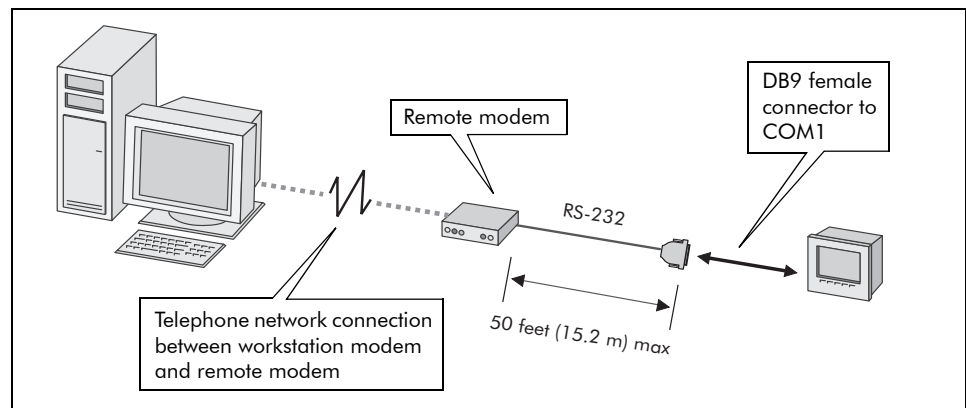 DB9 female
connector to
COM1
Remote modem
RS-232
50 feet (15.2 m) max
Telephone network connection
between workstation modem
and remote modem